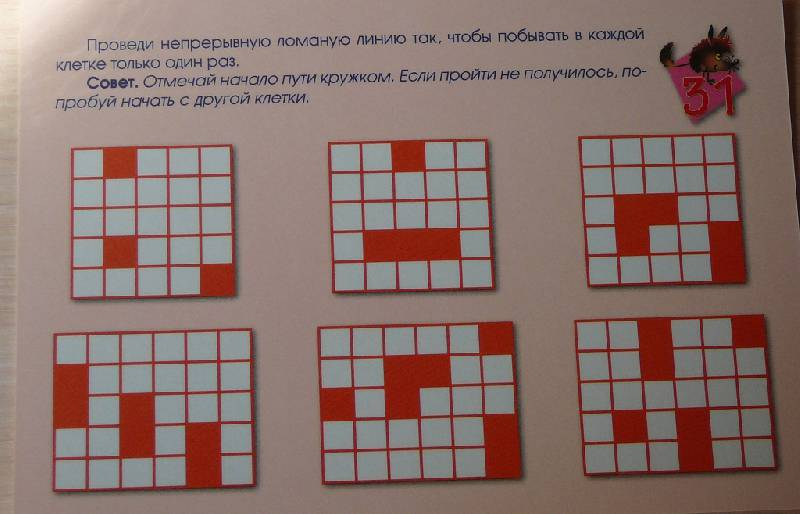 Проведи непрерывную ломаную линию так, чтобы побывать в каждой
клетке только один раз.
Совет. Отмечай начало пути кружком. Если пройти не получилось, по-
пробуй начать с другой клетки.
31